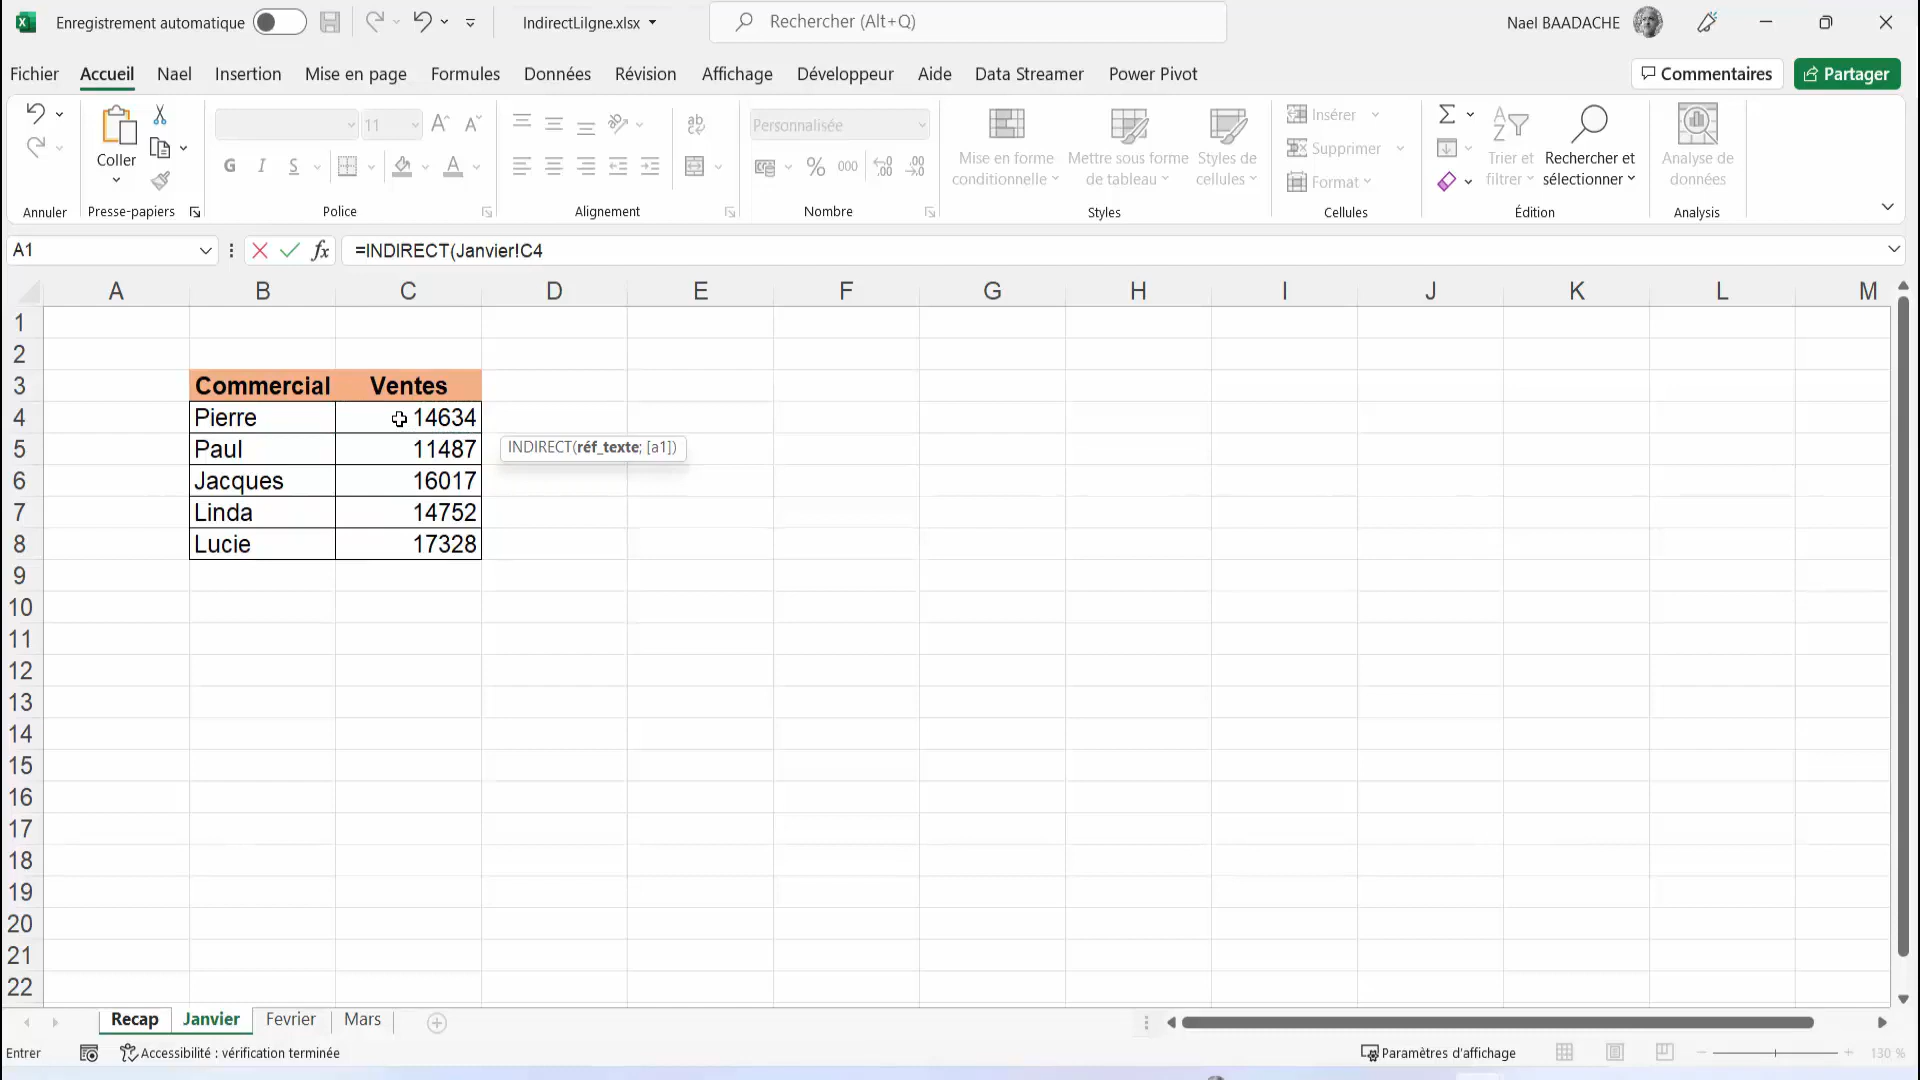 Enregistrement automatique
IndirectLilgne.xlsx
Rechercher (Alt+Q)
Nael BAADACHE
Fichier Accueil Nael Insertion Mise en page Formules Données Révision Affichage Développeur Aide Data Streamer Power Pivot
Commentaires
Partager
Coller
11
G I S
ab
Personnalisée
% 000
Mise en forme conditionnelle
Mettre sous forme de tableau
Styles de cellules
Insérer
Supprimer
Format
Trier et filtrer
Rechercher et sélectionner
Analyse de données
Annuler Presse-papiers Police Alignement Nombre Styles Cellules Édition Analysis
A1 fx =INDIRECT(Janvier!C4
A B C D E F G H I J K L M
1
2
3 Commercial Ventes
4 Pierre 14634
5 Paul 11487
INDIRECT(réf_texte; [a1])
6 Jacques 16017
7 Linda 14752
8 Lucie 17328
9
10
11
12
13
14
15
16
17
18
19
20
21
22
Recap Janvier Fevrier Mars
Entrer Accessibilité : vérification terminée Paramètres d'affichage 130 %